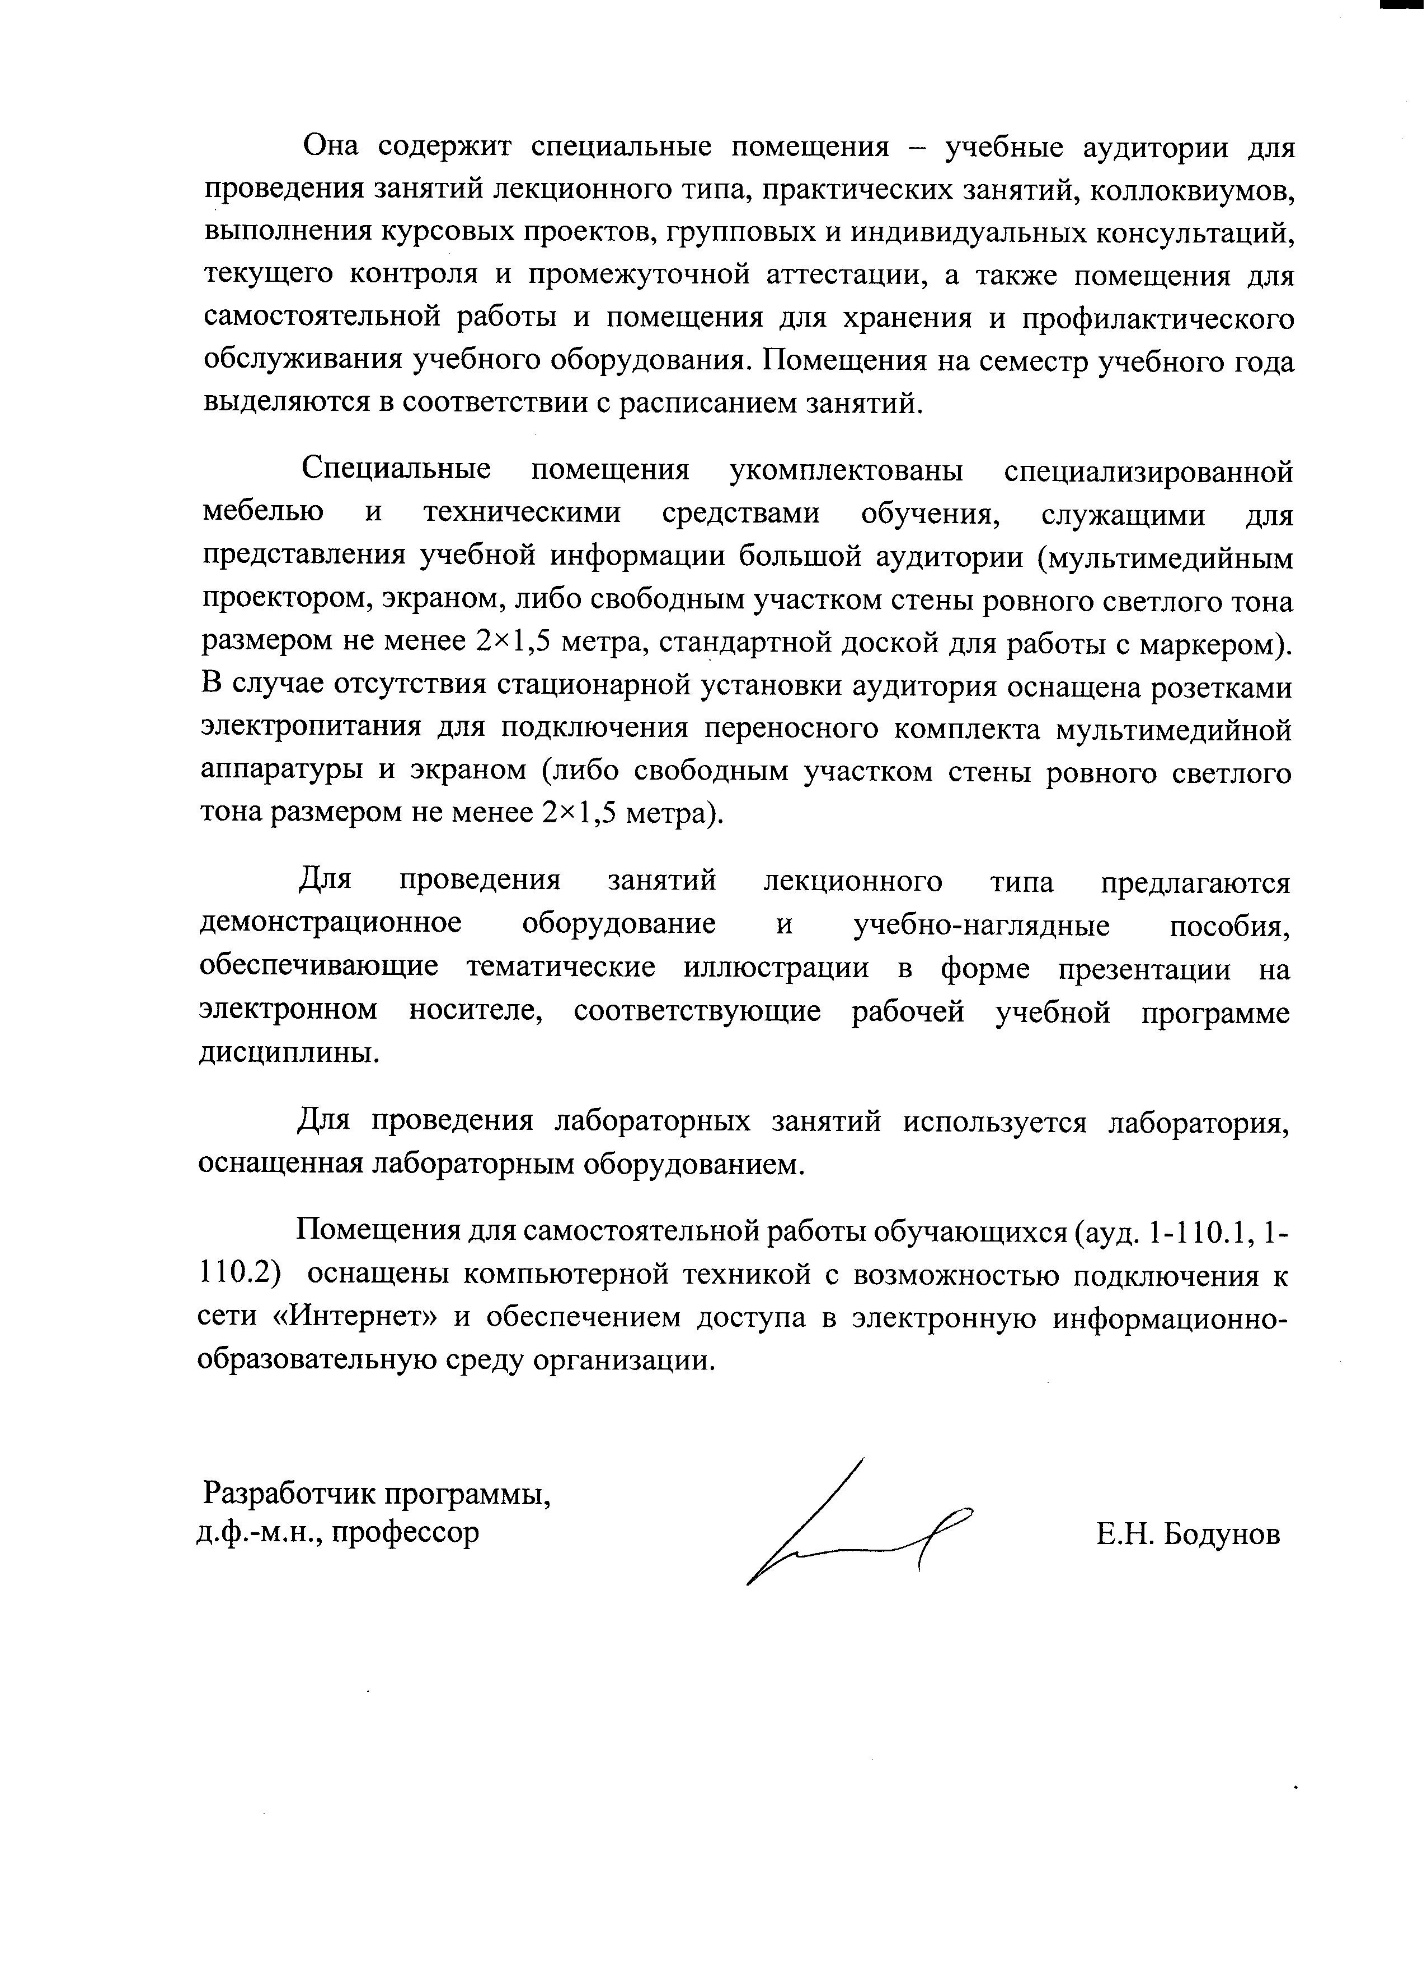 Она содержит специальные помещения – учебные аудитории для
проведения занятий лекционного типа, практических занятий, коллоквиумов,
выполнения курсовых проектов, групповых и индивидуальных консультаций,
текущего контроля и промежуточной аттестации, а также помещения для
самостоятельной работы и помещения для хранения и профилактического
обслуживания учебного оборудования. Помещения на семестр учебного года
выделяются в соответствии с расписанием занятий.
Специальные помещения укомплектованы специализированной
мебелью и техническими средствами обучения, служащими для
представления учебной информации большой аудитории (мультимедийным
проектором, экраном, либо свободным участком стены ровного светлого тона
размером не менее 2×1,5 метра, стандартной доской для работы с маркером).
В случае отсутствия стационарной установки аудитория оснащена розетками
электропитания для подключения переносного комплекта мультимедийной
аппаратуры и экраном (либо свободным участком стены ровного светлого
тона размером не менее 2×1,5 метра).
Для проведения занятий лекционного типа предлагаются
демонстрационное оборудование и учебно-наглядные пособия,
обеспечивающие тематические иллюстрации в форме презентации на
электронном носителе, соответствующие рабочей учебной программе
дисциплины.
Для проведения лабораторных занятий используется лаборатория,
оснащенная лабораторным оборудованием.
Помещения для самостоятельной работы обучающихся (ауд. 1-110.1, 1-
110.2) оснащены компьютерной техникой с возможностью подключения к
сети «Интернет» и обеспечением доступа в электронную информационно-
образовательную среду организации.
Разработчик программы,
д.ф.-м.н., профессор Е.Н. Бодунов